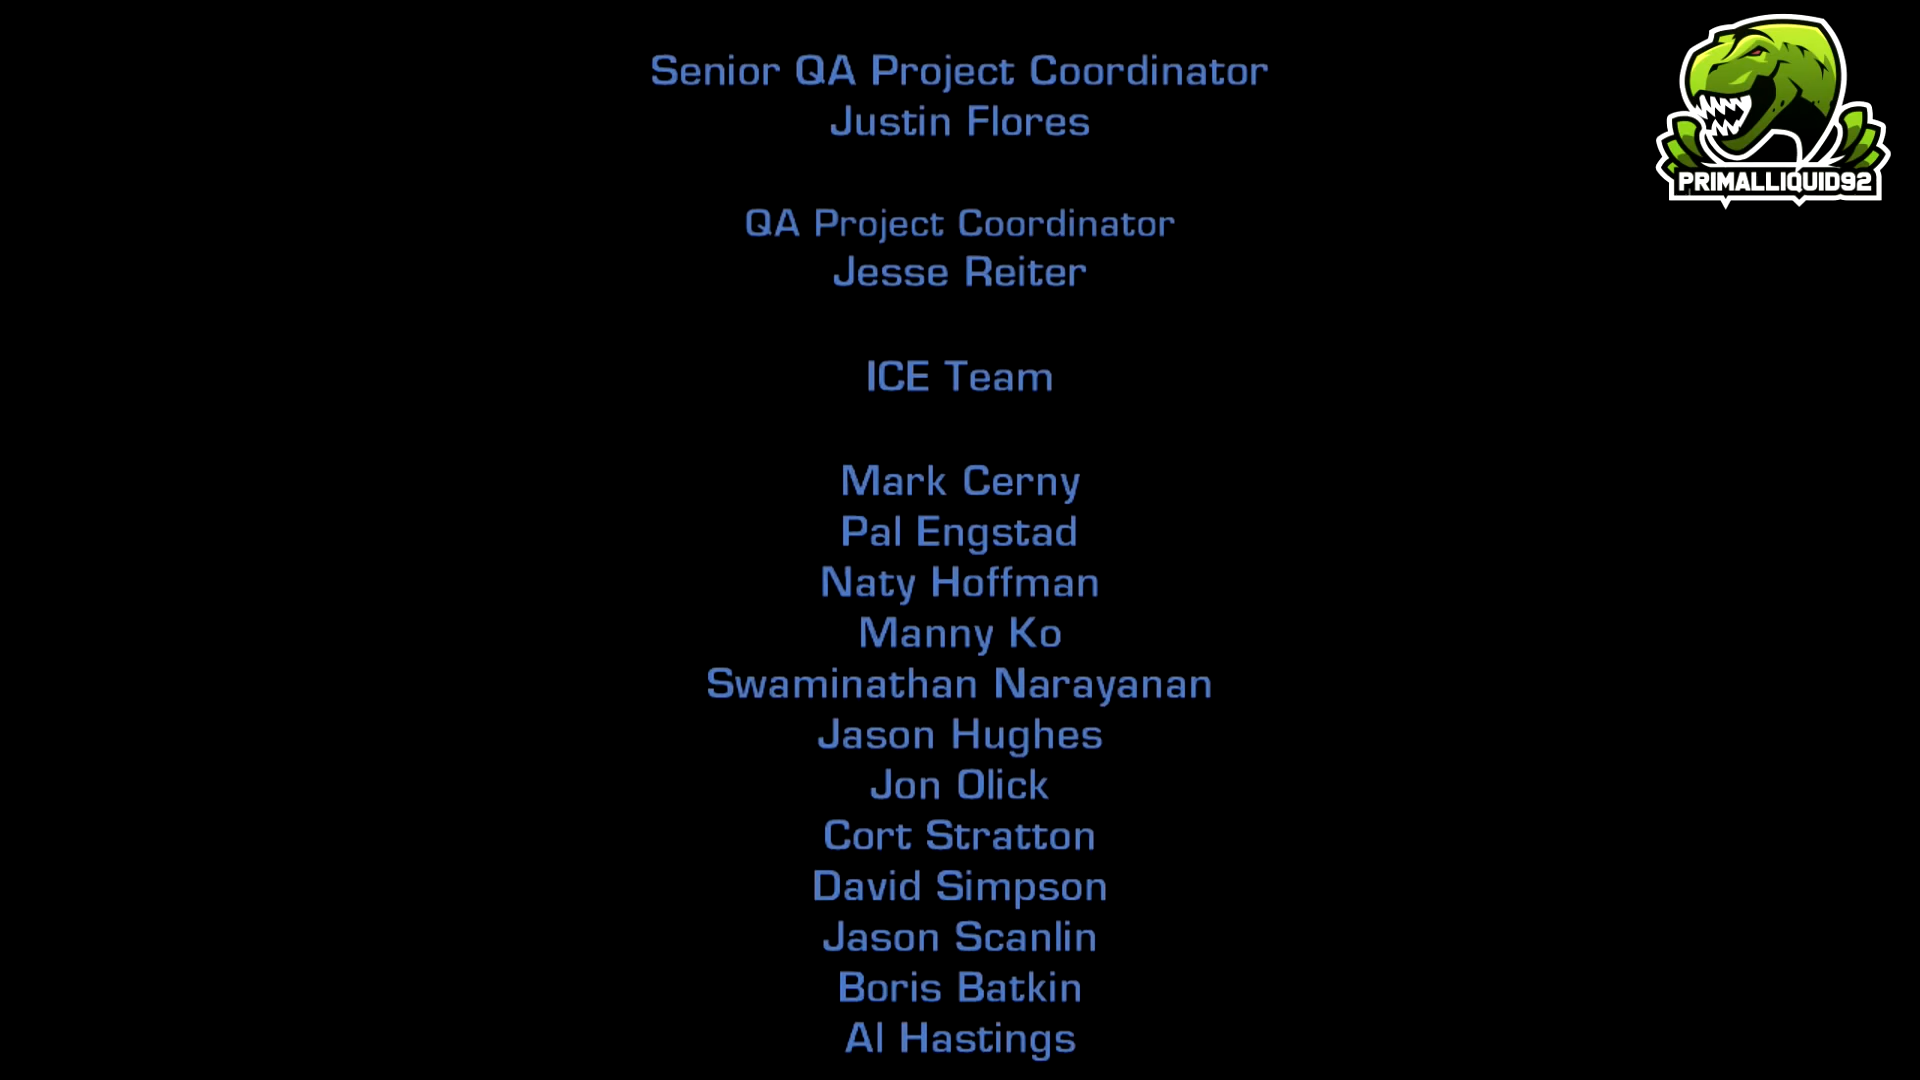 Senior QA Project Coordinator
Justin Flores
QA Project Coordinator
Jesse Reiter
ICE Team
Mark Cerny
Pal Engstad
Naty Hoffman
Manny Ko
Swaminathan Narayanan
Jason Hughes
Jon Olick
Cort Stratton
David Simpson
Jason Scanlin
Boris Batkin
Al Hastings
PRIMALLIQUID92